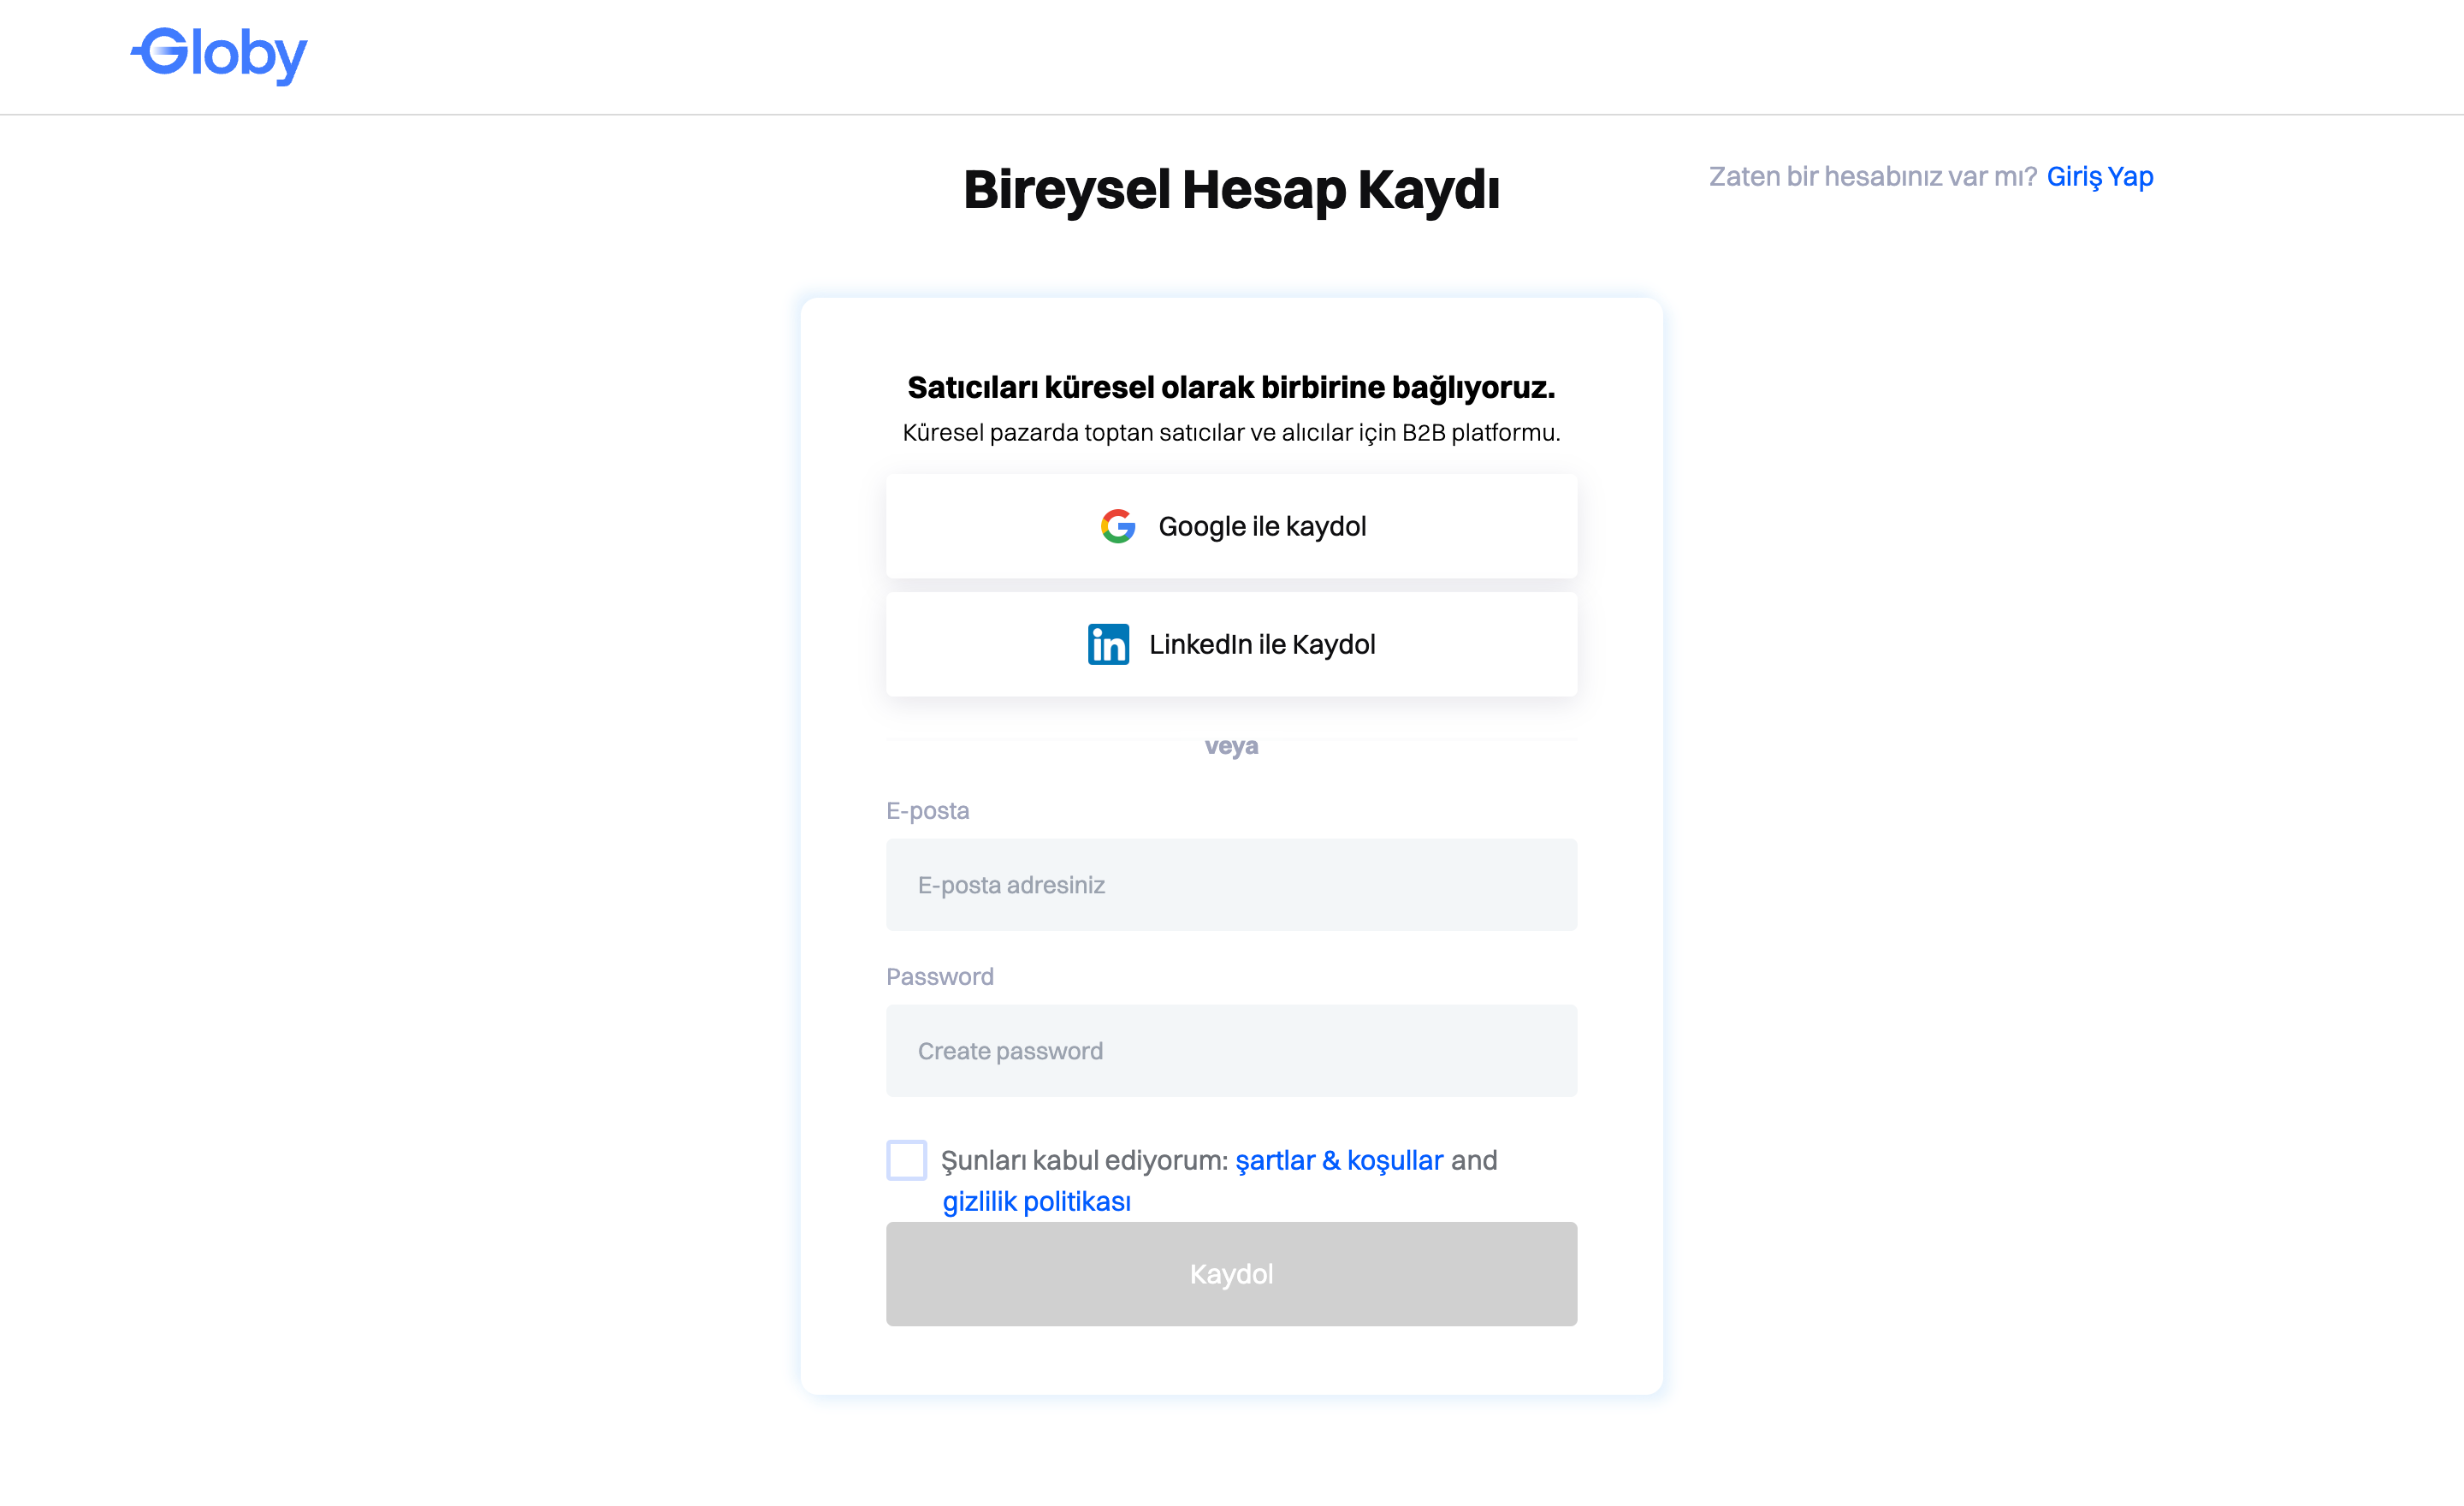 Globy
Bireysel Hesap Kaydı
Zaten bir hesabınız var mı? Giriş Yap
Satıcıları küresel olarak birbirine bağlıyoruz.
Küresel pazarda toptan satıcılar ve alıcılar için B2B platformu.
Google ile kaydol
LinkedIn ile Kaydol
veya
E-posta
E-posta adresiniz
Password
Create password
Şunları kabul ediyorum: şartlar & koşullar and
gizlilik politikası
Kaydol